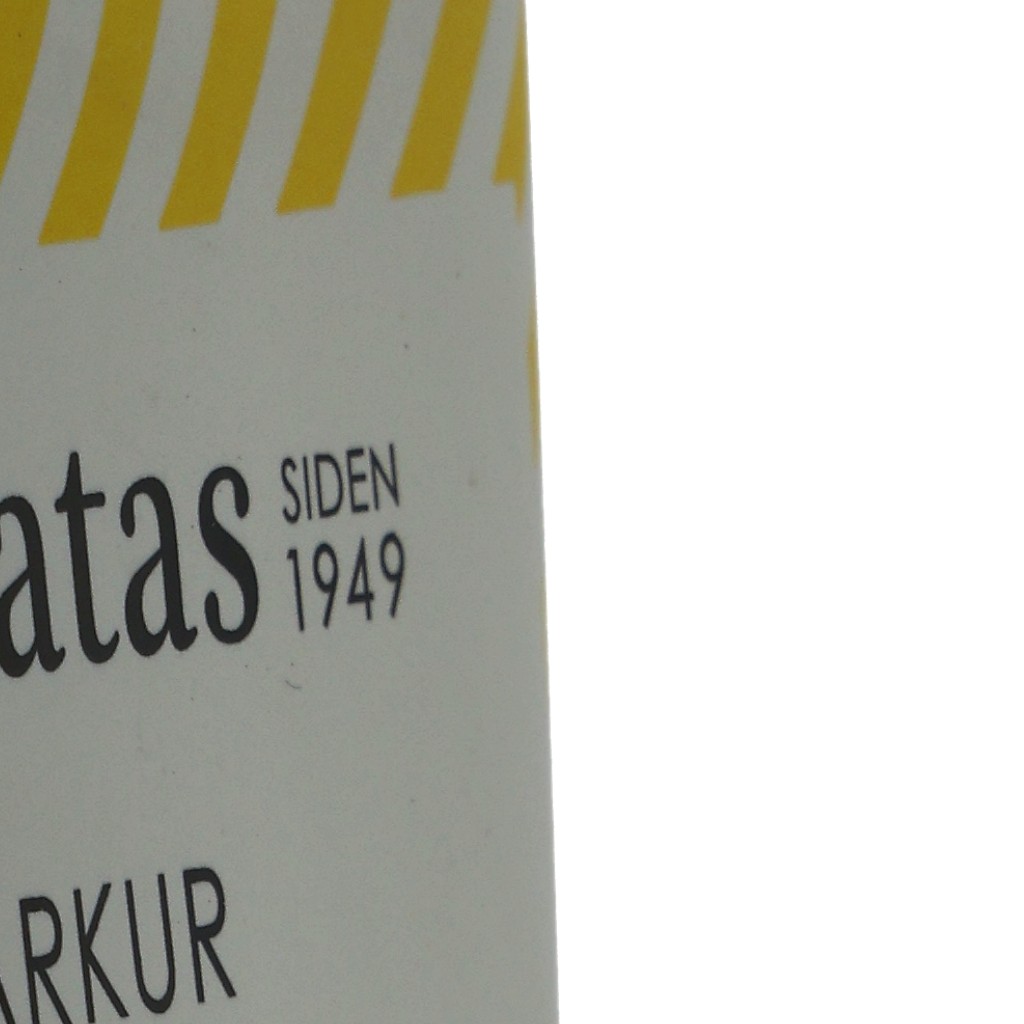 atas SIDEN
1949
ARKUR